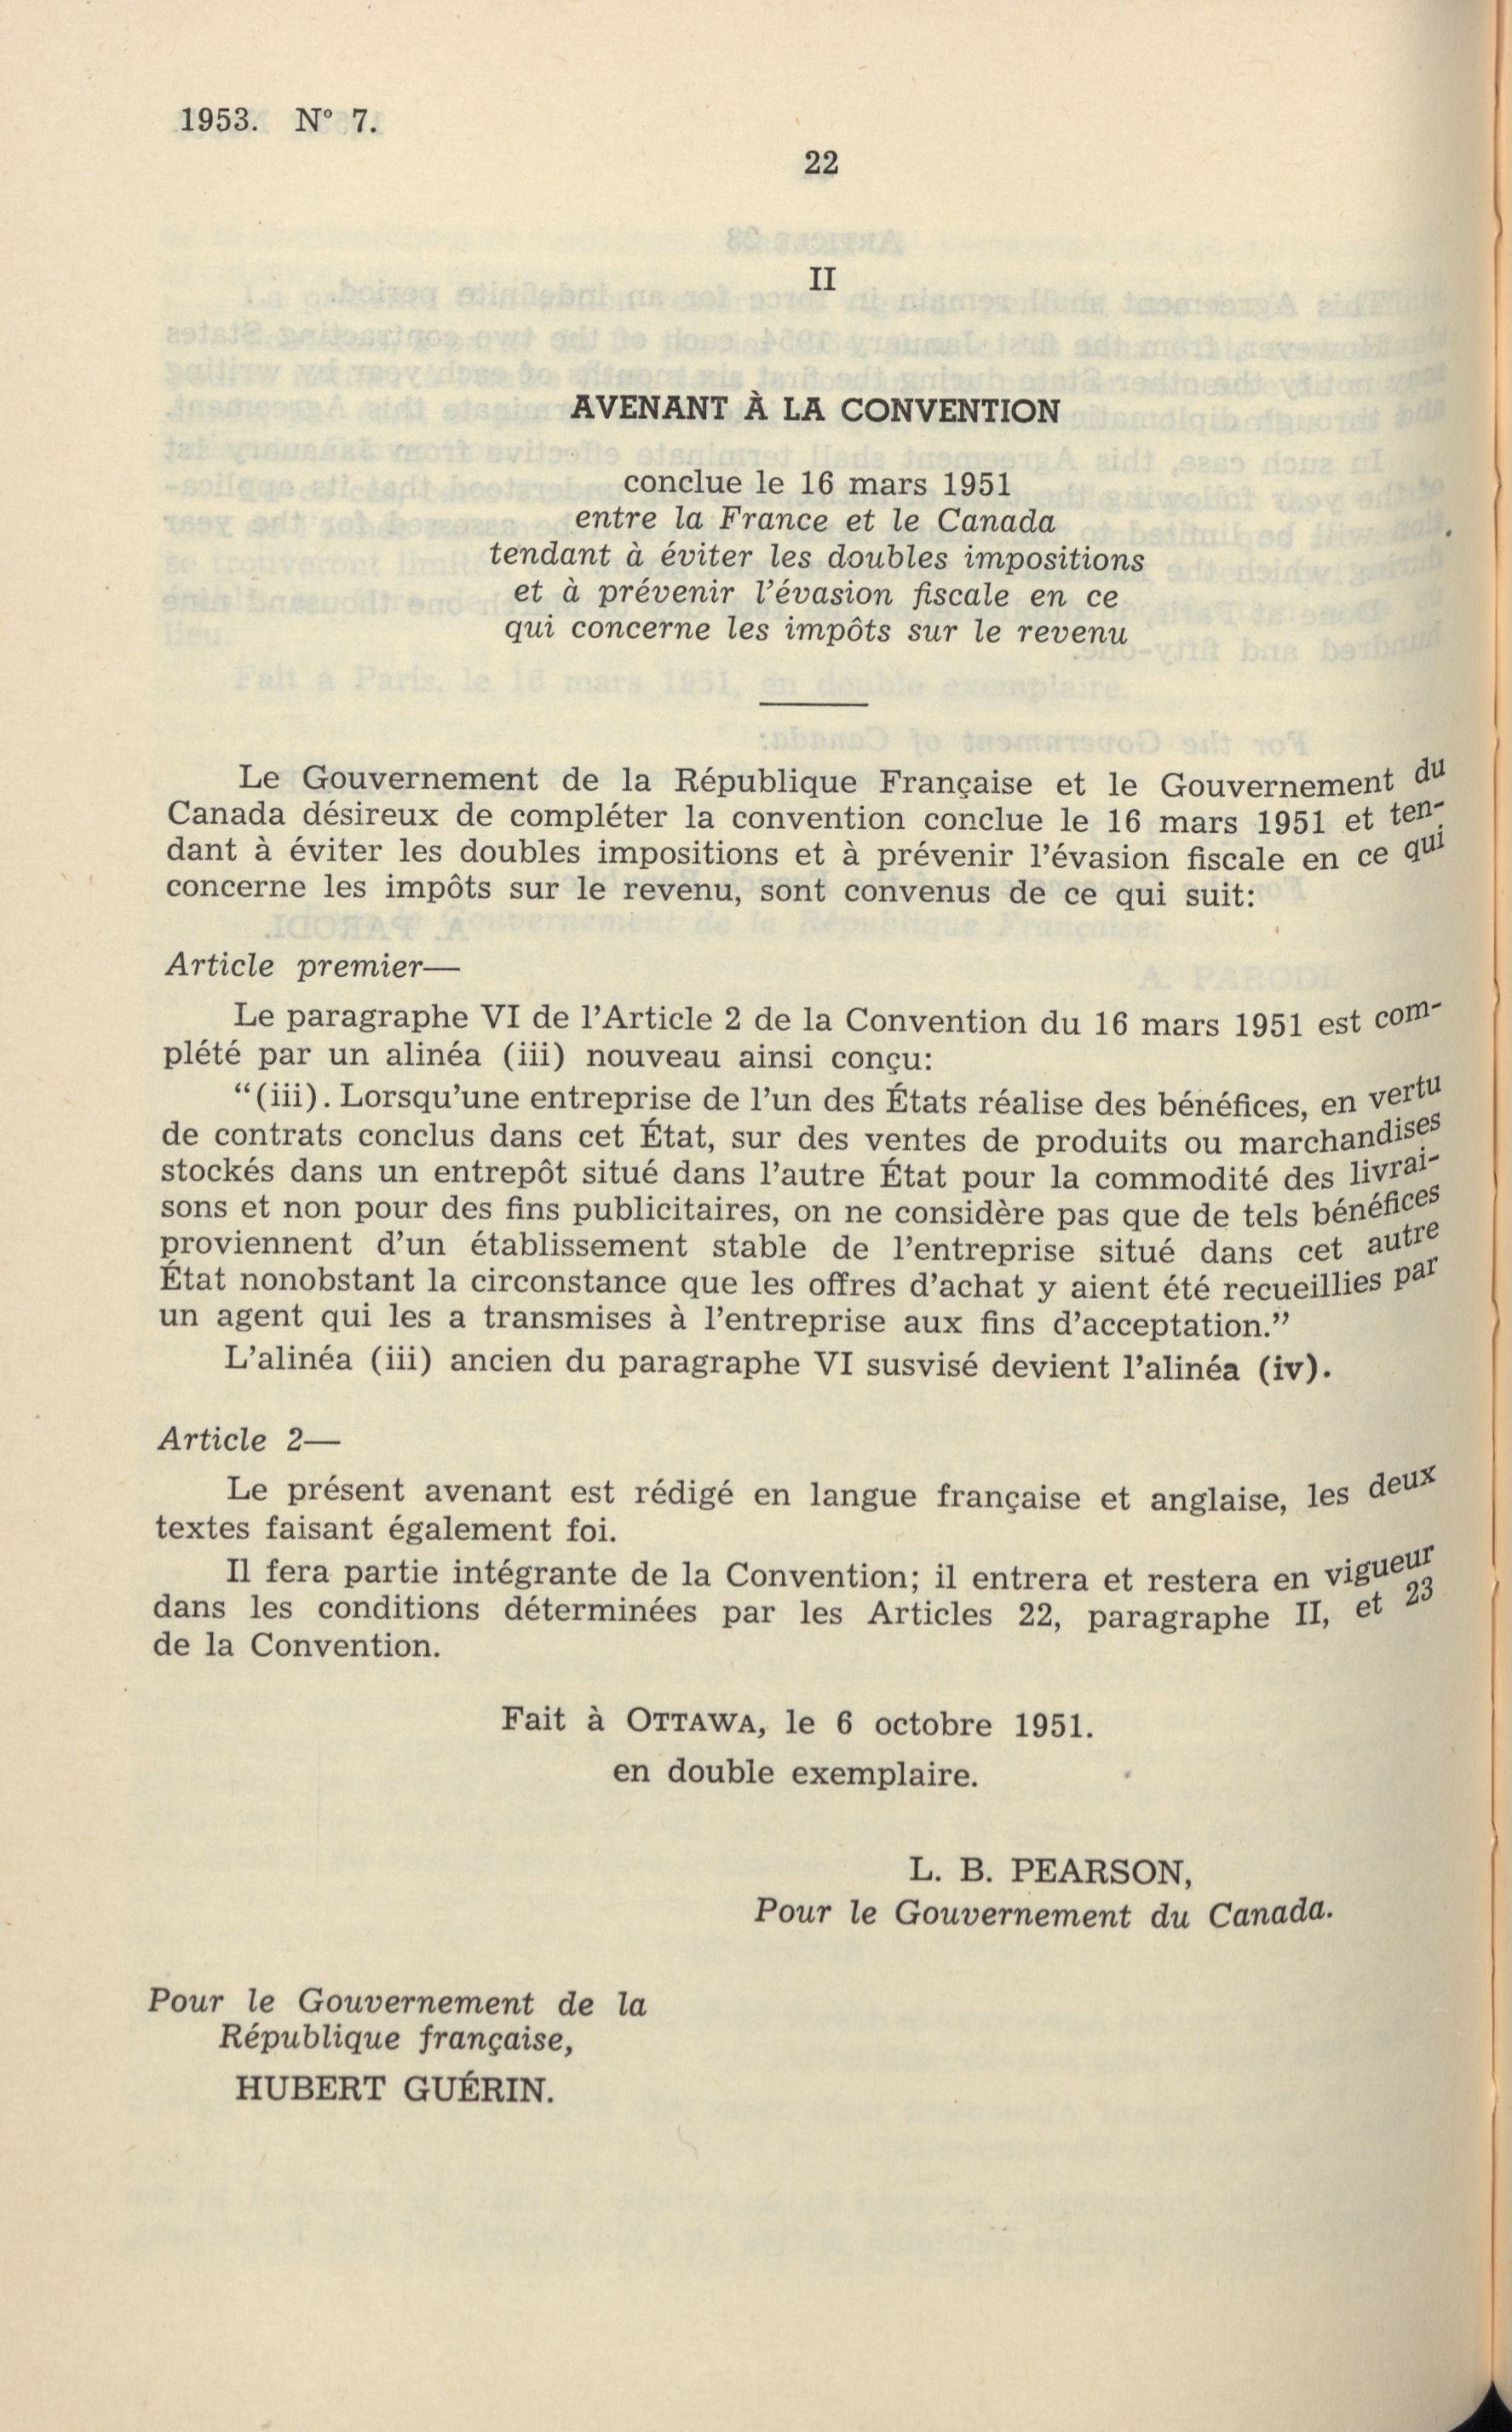 1953. N° 7.
22
II
AVENANT À LA CONVENTION
conclue le 16 mars 1951
entre la France et le Canada
tendant à éviter les doubles impositions
et à prévenir l'évasion fiscale en ce
qui concerne les impôts sur le revenu
Le Gouvernement de la République Française et le Gouvernement du
Canada désireux de compléter la convention conclue le 16 mars 1951 et ten-
dant à éviter les doubles impositions et à prévenir l'évasion fiscale en ce qui
concerne les impôts sur le revenu, sont convenus de ce qui suit:
Article premier—
Le paragraphe VI de l'Article 2 de la Convention du 16 mars 1951 est com-
plété par un alinéa (iii) nouveau ainsi conçu:
"(iii). Lorsqu'une entreprise de l'un des États réalise des bénéfices, en vertu
de contrats conclus dans cet État, sur des ventes de produits ou marchandises
stockés dans un entrepôt situé dans l'autre État pour la commodité des livrai-
sons et non pour des fins publicitaires, on ne considère pas que de tels bénéfices
proviennent d'un établissement stable de l'entreprise situé dans cet autre
État nonobstant la circonstance que les offres d'achat y aient été recueillies par
un agent qui les a transmises à l'entreprise aux fins d'acceptation."
L'alinéa (iii) ancien du paragraphe VI susvisé devient l'alinéa (iv).
Article 2—
Le présent avenant est rédigé en langue française et anglaise, les deux
textes faisant également foi.
Il fera partie intégrante de la Convention; il entrera et restera en vigueur
dans les conditions déterminées par les Articles 22, paragraphe II, et 23
de la Convention.
Fait à OTTAWA, le 6 octobre 1951.
en double exemplaire.
L. B. PEARSON,
Pour le Gouvernement du Canada.
Pour le Gouvernement de la
République française,
HUBERT GUÉRIN.